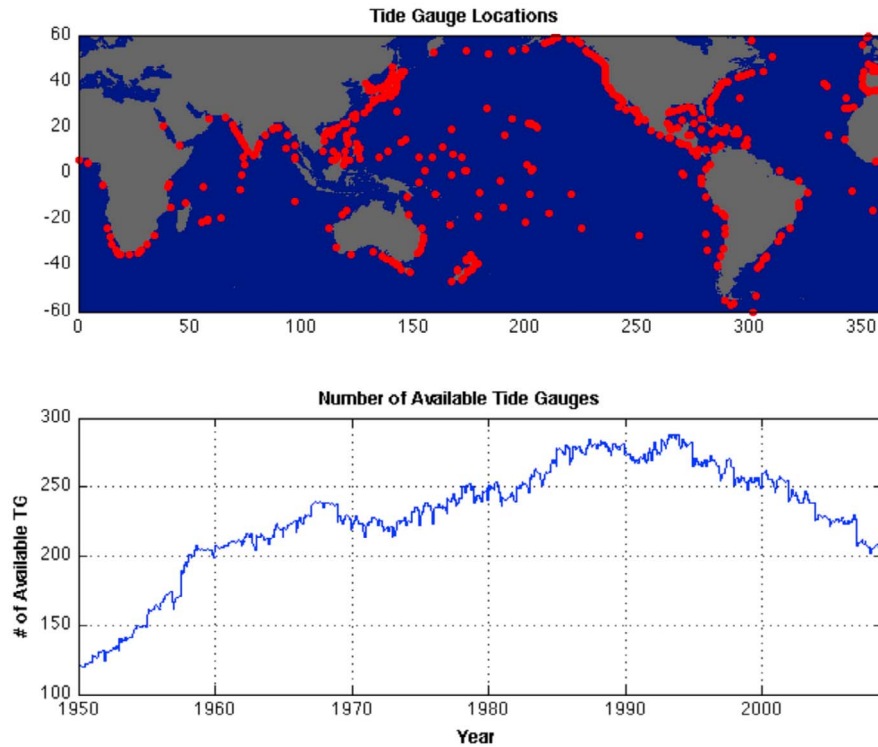 Tide Gauge Locations
60
40
20
0
-20
-40
-60
0 50 100 150 200 250 300 350
Number of Available Tide Gauges
300
250
200
150
100
# of Available TG
1950 1960 1970 1980 1990 2000
Year